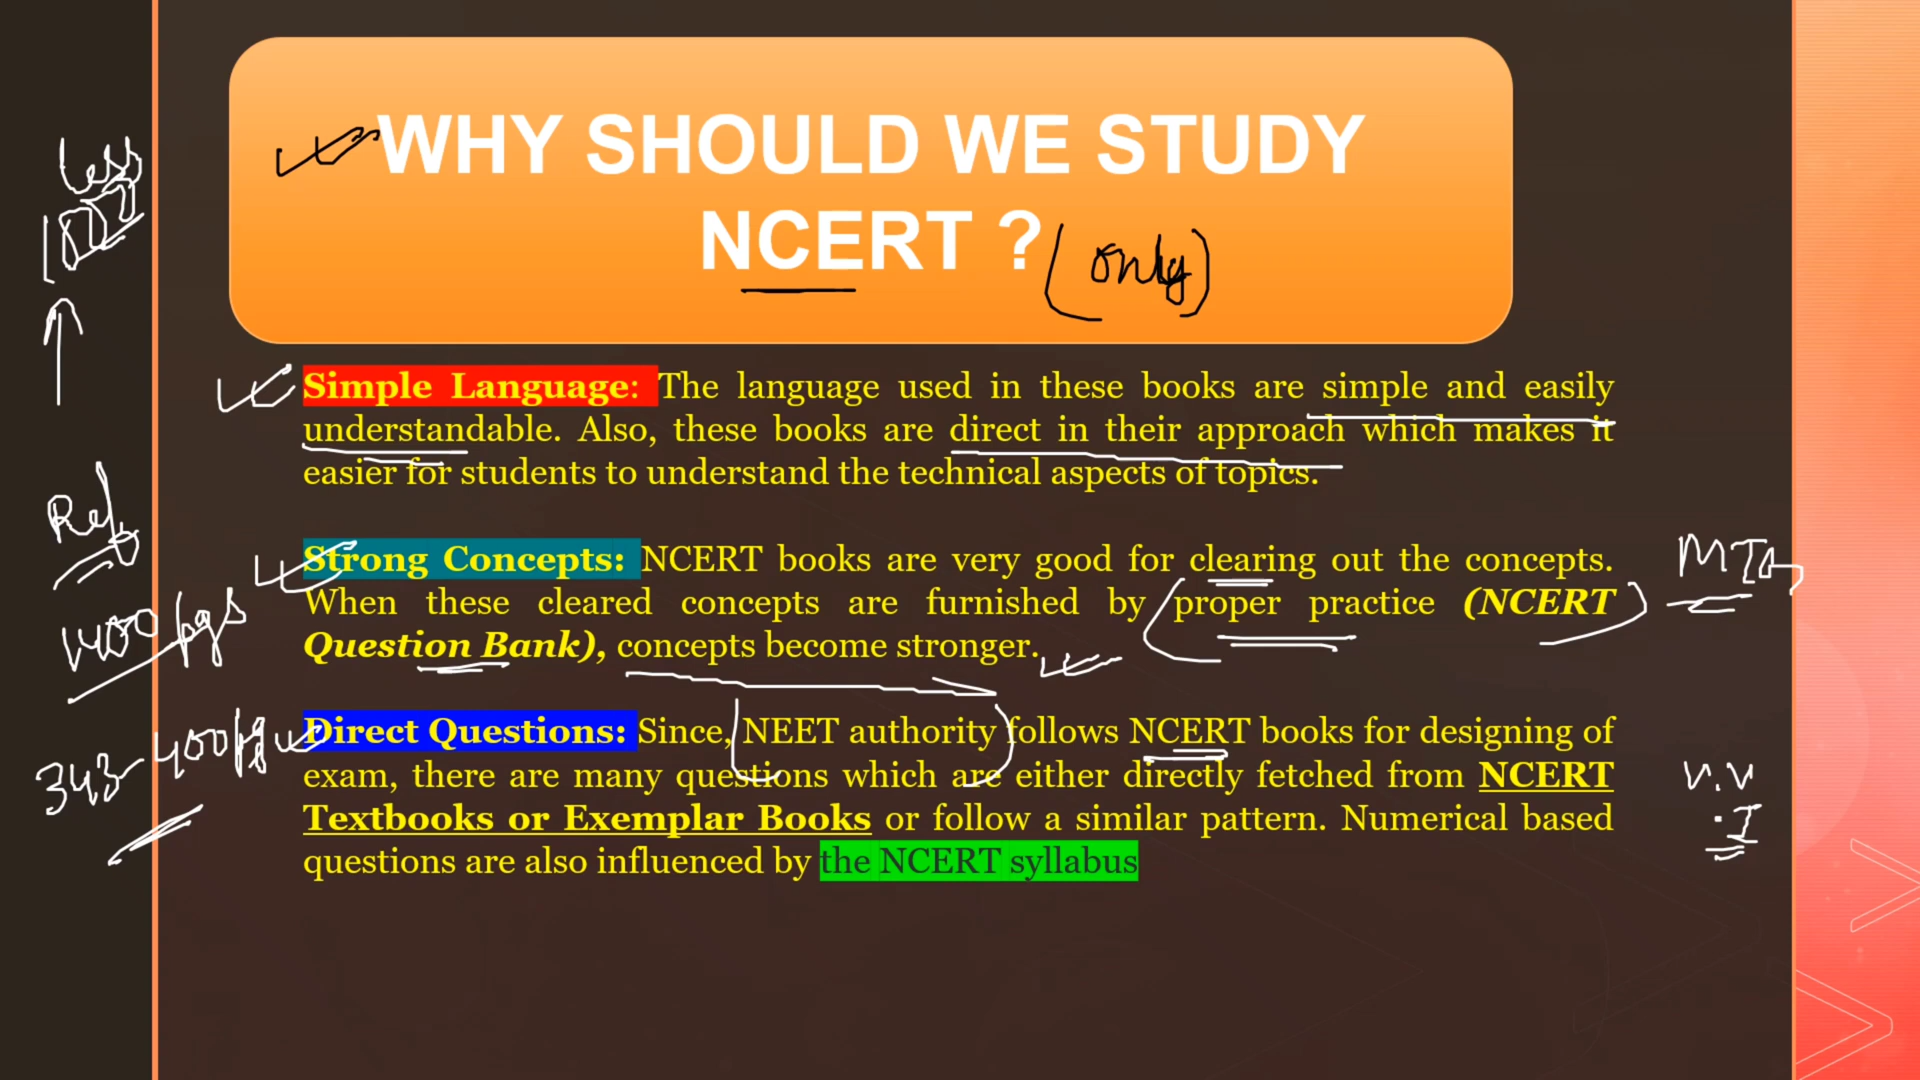 WHY SHOULD WE STUDY
NCERT ? (only)
Less
Simple Language: The language used in these books are simple and easily
understandable. Also, these books are direct in their approach which makes it
easier for students to understand the technical aspects of topics.
Ref
Strong Concepts: NCERT books are very good for clearing out the concepts.
When these cleared concepts are furnished by proper practice (NCERT
Question Bank), concepts become stronger.
1400 pgs
Direct Questions: Since, NEET authority follows NCERT books for designing of
exam, there are many questions which are either directly fetched from NCERT
Textbooks or Exemplar Books or follow a similar pattern. Numerical based
questions are also influenced by the NCERT syllabus
343-400
V.V
.I